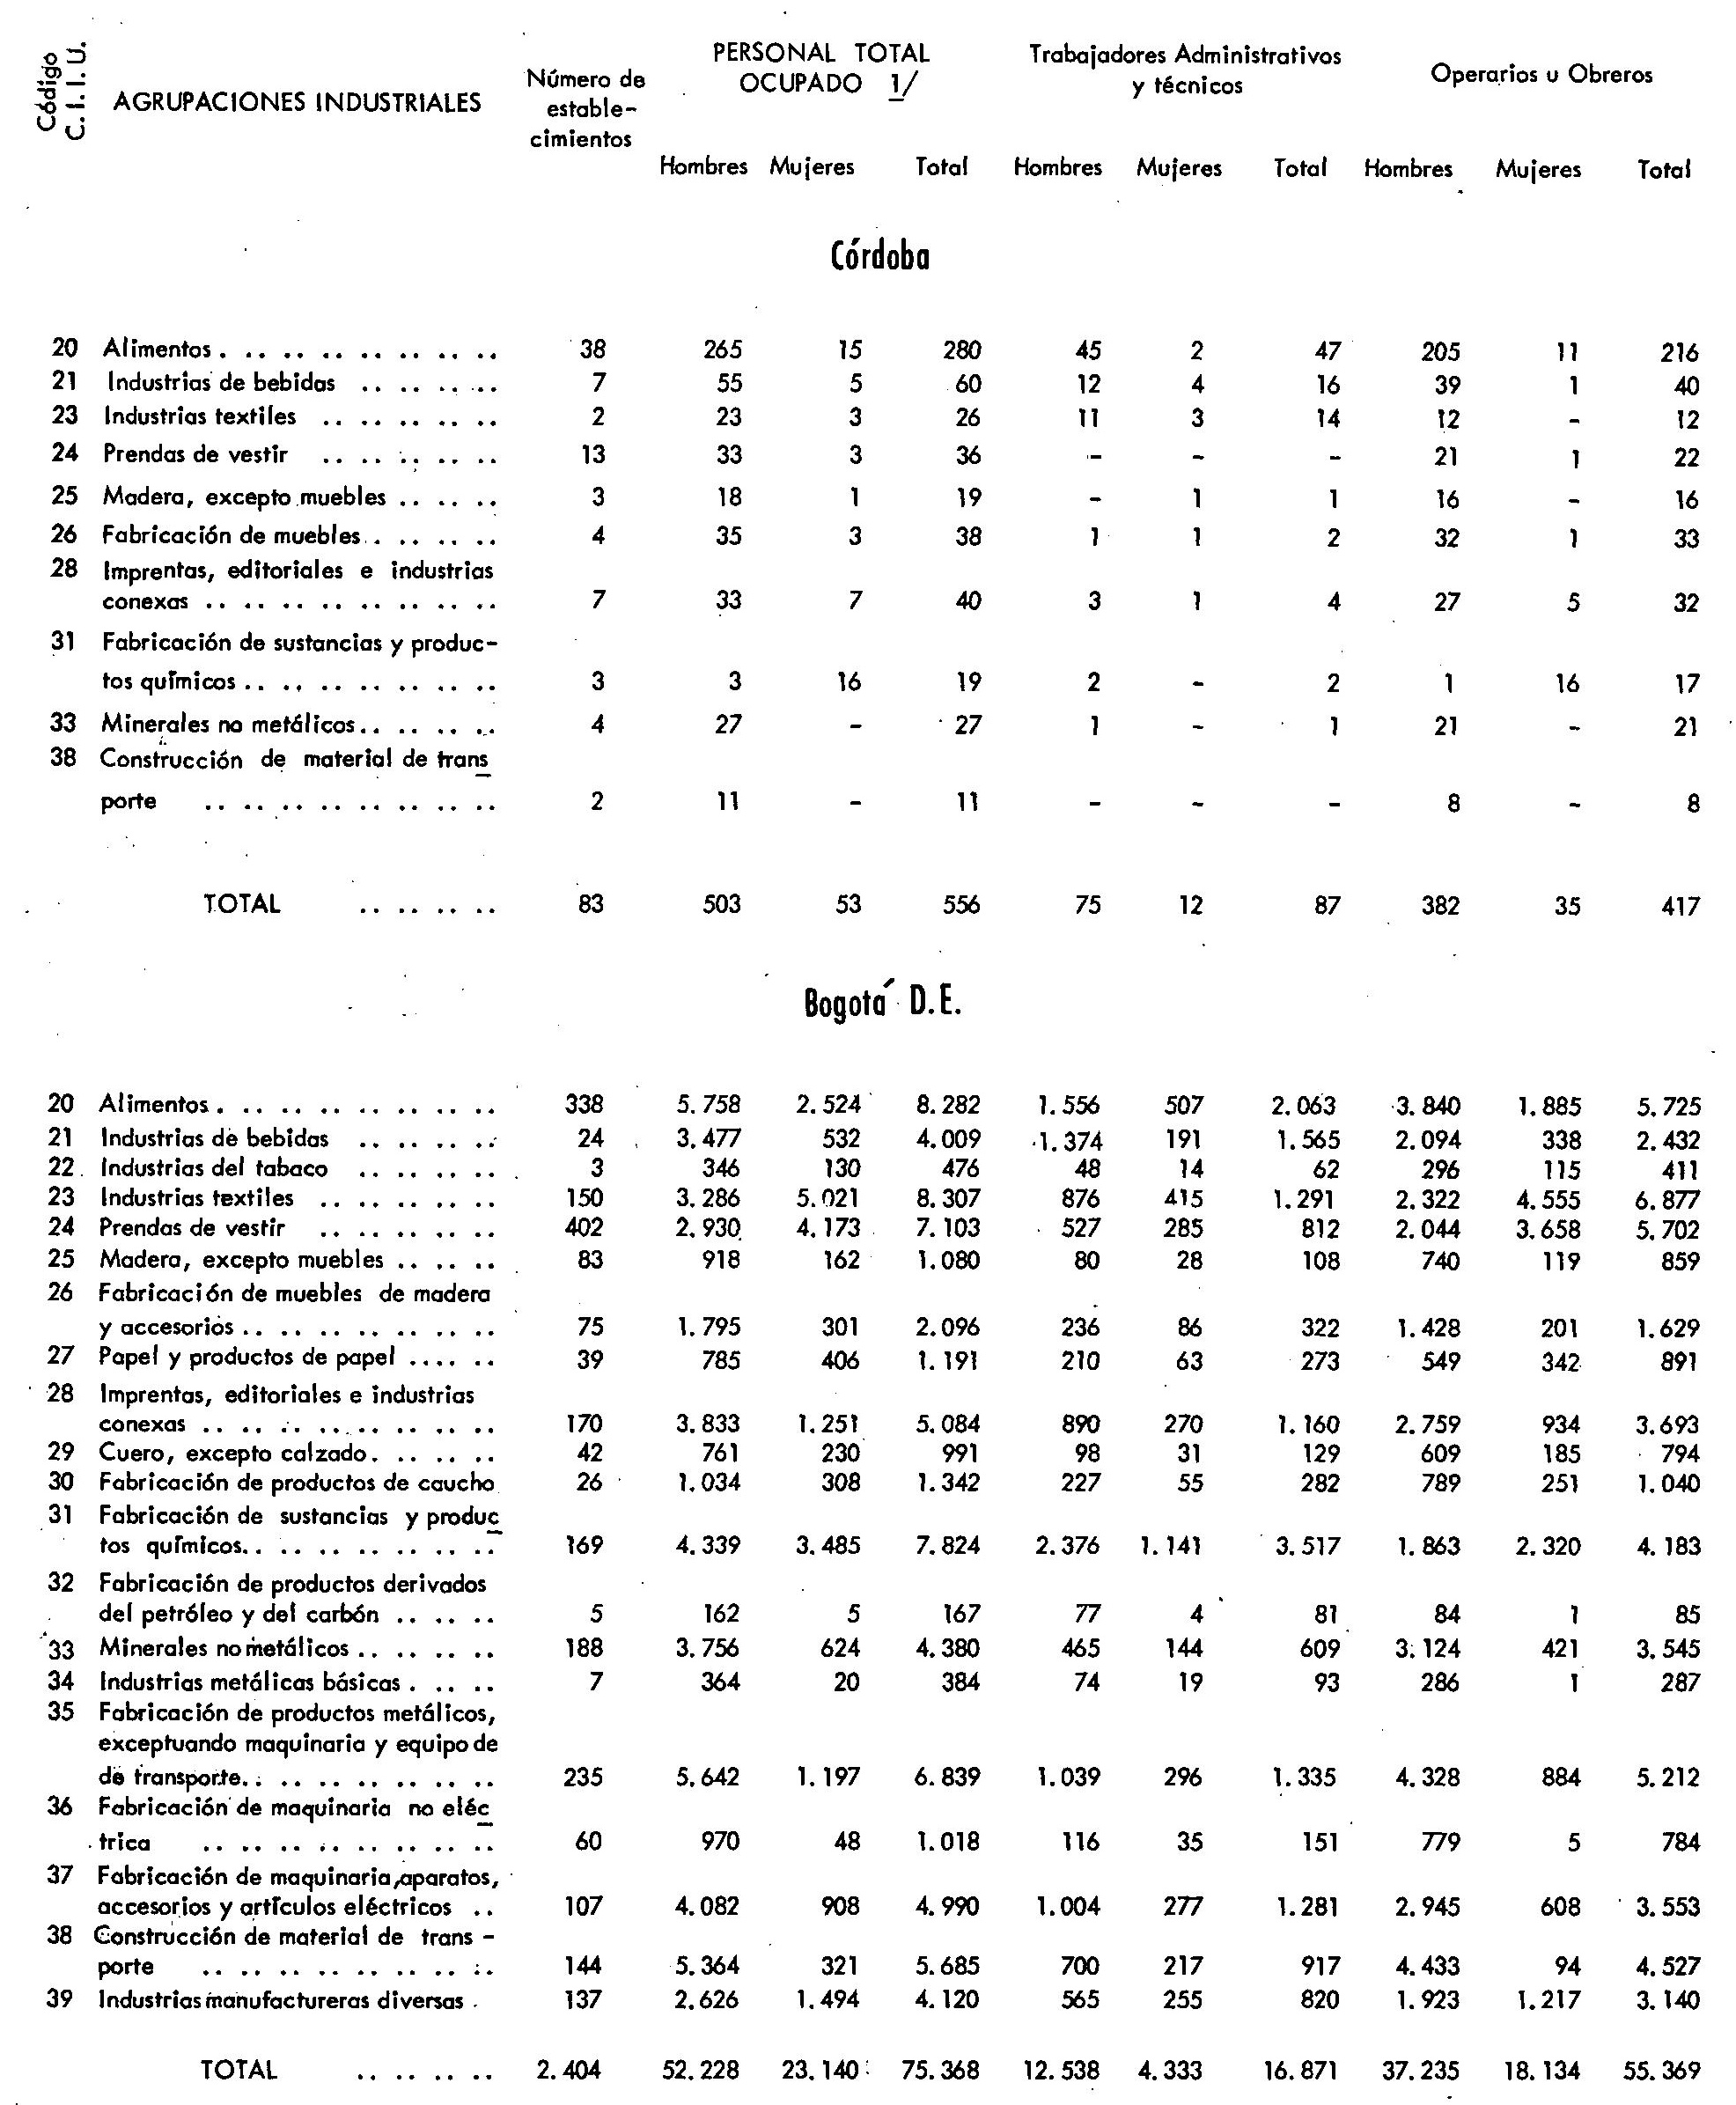 Código C.I.I.U. AGRUPACIONES INDUSTRIALES Número de estable- cimientos PERSONAL TOTAL OCUPADO 1/ Trabajadores Administrativos y técnicos Operarios u Obreros
Hombres Mujeres Total Hombres Mujeres Total Hombres Mujeres Total
Córdoba
20 Alimentos . .. .. .. .. .. .. .. 38 265 15 280 45 2 47 205 11 216
21 Industrias de bebidas .. .. .. .. 7 55 5 60 12 4 16 39 1 40
23 Industrias textiles .. .. .. .. .. 2 23 3 26 11 3 14 12 - 12
24 Prendas de vestir .. .. .. .. .. 13 33 3 36 - - - 21 1 22
25 Madera, excepto muebles .. .. .. 3 18 1 19 - 1 1 16 - 16
26 Fabricación de muebles. . .. .. .. 4 35 3 38 1 1 2 32 1 33
28 Imprentas, editoriales e industrias
conexas .. .. .. .. .. .. .. .. 7 33 7 40 3 1 4 27 5 32
31 Fabricación de sustancias y produc-
tos químicos .. .. .. .. .. .. .. 3 3 16 19 2 - 2 1 16 17
33 Minerales no metálicos .. .. .. .. 4 27 - 27 1 - 1 21 - 21
38 Construcción de material de trans
porte .. .. .. .. .. .. .. .. 2 11 - 11 - - - 8 - 8
TOTAL .. .. .. .. 83 503 53 556 75 12 87 382 35 417
Bogotá D.E.
20 Alimentos . .. .. .. .. .. .. .. 338 5.758 2.524 8.282 1.556 507 2.063 3.840 1.885 5.725
21 Industrias de bebidas .. .. .. .. 24 3.477 532 4.009 1.374 191 1.565 2.094 338 2.432
22 Industrias del tabaco .. .. .. .. 3 346 130 476 48 14 62 296 115 411
23 Industrias textiles .. .. .. .. .. 150 3.286 5.021 8.307 876 415 1.291 2.322 4.555 6.877
24 Prendas de vestir .. .. .. .. .. 402 2.930 4.173 7.103 527 285 812 2.044 3.658 5.702
25 Madera, excepto muebles .. .. .. 83 918 162 1.080 80 28 108 740 119 859
26 Fabricación de muebles de madera
y accesorios .. .. .. .. .. .. .. 75 1.795 301 2.096 236 86 322 1.428 201 1.629
27 Papel y productos de papel .. .. .. 39 785 406 1.191 210 63 273 549 342 891
28 Imprentas, editoriales e industrias
conexas .. .. .. .. .. .. .. .. 170 3.833 1.251 5.084 890 270 1.160 2.759 934 3.693
29 Cuero, excepto calzado. .. .. .. 42 761 230 991 98 31 129 609 185 794
30 Fabricación de productos de caucho 26 1.034 308 1.342 227 55 282 789 251 1.040
31 Fabricación de sustancias y produc
tos químicos.. .. .. .. .. .. .. 169 4.339 3.485 7.824 2.376 1.141 3.517 1.863 2.320 4.183
32 Fabricación de productos derivados
del petróleo y del carbón .. .. .. 5 162 5 167 77 4 81 84 1 85
33 Minerales no metálicos .. .. .. .. 188 3.756 624 4.380 465 144 609 3.124 421 3.545
34 Industrias metálicas básicas . .. .. 7 364 20 384 74 19 93 286 1 287
35 Fabricación de productos metálicos,
exceptuando maquinaria y equipo de
de transporte.. .. .. .. .. .. .. 235 5.642 1.197 6.839 1.039 296 1.335 4.328 884 5.212
36 Fabricación de maquinaria no eléc
trica .. .. .. .. .. .. .. .. 60 970 48 1.018 116 35 151 779 5 784
37 Fabricación de maquinaria, aparatos,
accesorios y artículos eléctricos .. 107 4.082 908 4.990 1.004 277 1.281 2.945 608 3.553
38 Construcción de material de trans -
porte .. .. .. .. .. .. .. .. 144 5.364 321 5.685 700 217 917 4.433 94 4.527
39 Industrias manufactureras diversas . 137 2.626 1.494 4.120 565 255 820 1.923 1.217 3.140
TOTAL .. .. .. .. 2.404 52.228 23.140 75.368 12.538 4.333 16.871 37.235 18.134 55.369